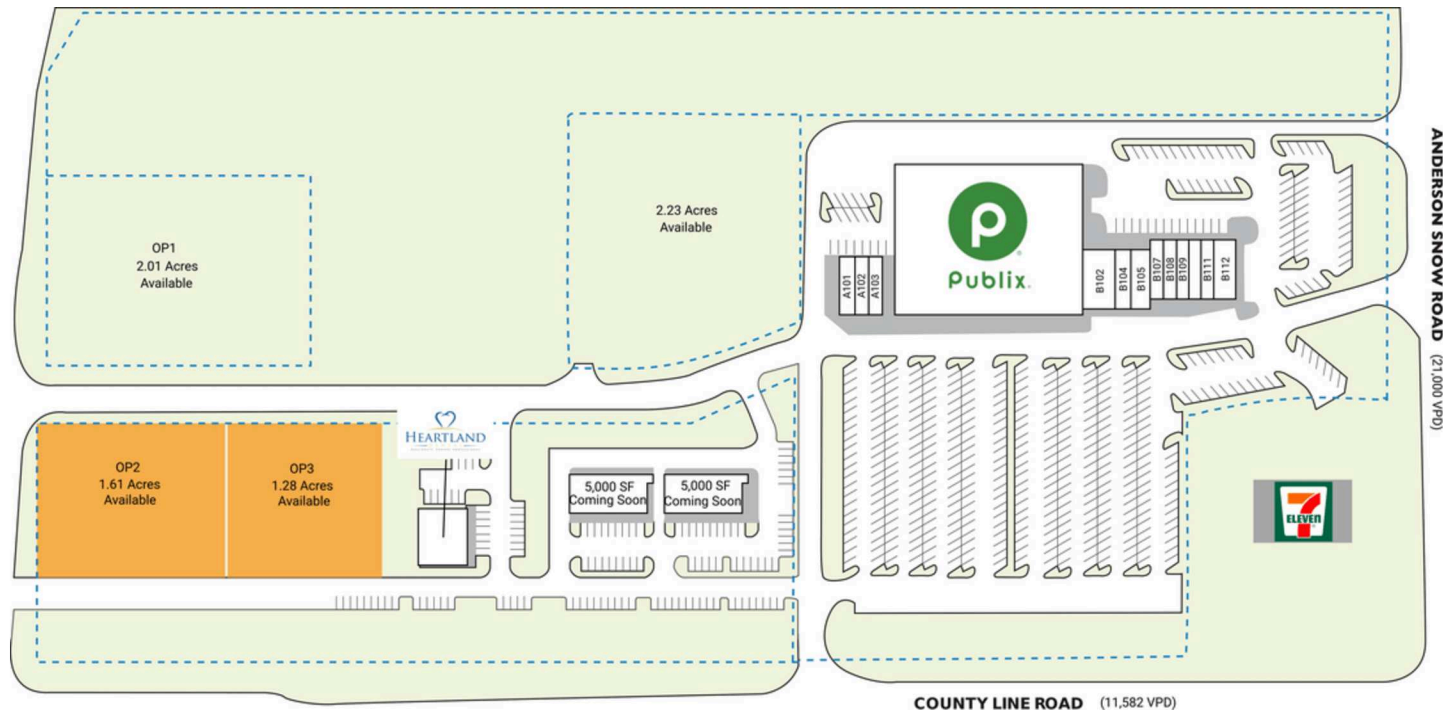 2.23 Acres
Available
OP1
2.01 Acres
Available
Publix.
A101
A102
A103
B102
B104
B105
B107
B108
B109
B111
B112
ANDERSON SNOW ROAD (21,000 VPD)
HEARTLAND
OP2
1.61 Acres
Available
OP3
1.28 Acres
Available
5,000 SF
Coming Soon
5,000 SF
Coming Soon
7
ELEVEN
COUNTY LINE ROAD (11,582 VPD)